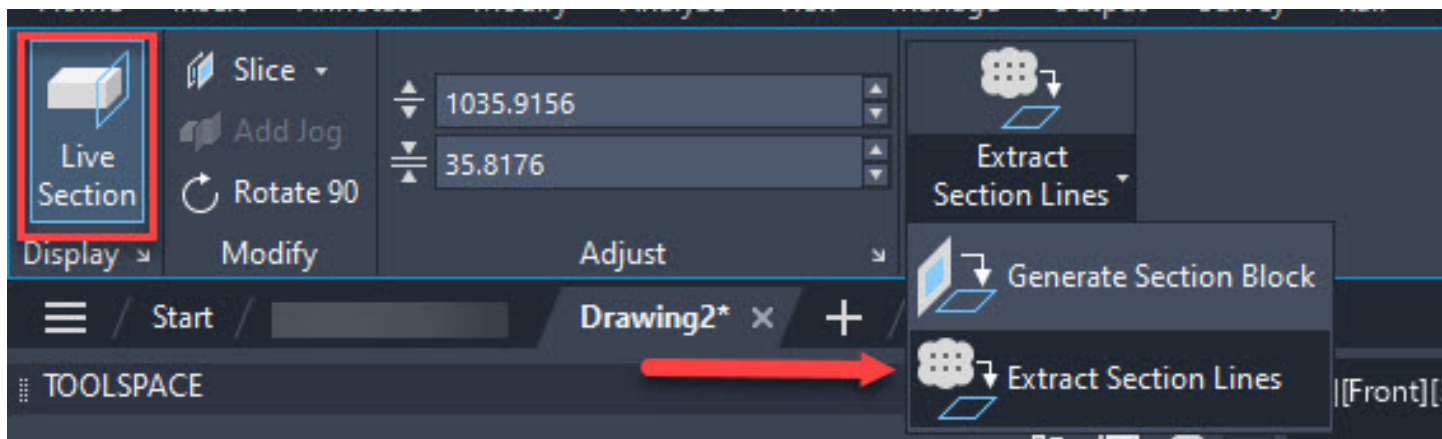 Live
Section
Slice
Add Jog
Rotate 90
1035.9156
35.8176
Extract
Section Lines
Display
Modify
Adjust
Generate Section Block
Extract Section Lines
Start
Drawing2*
TOOLSPACE
|[Front][